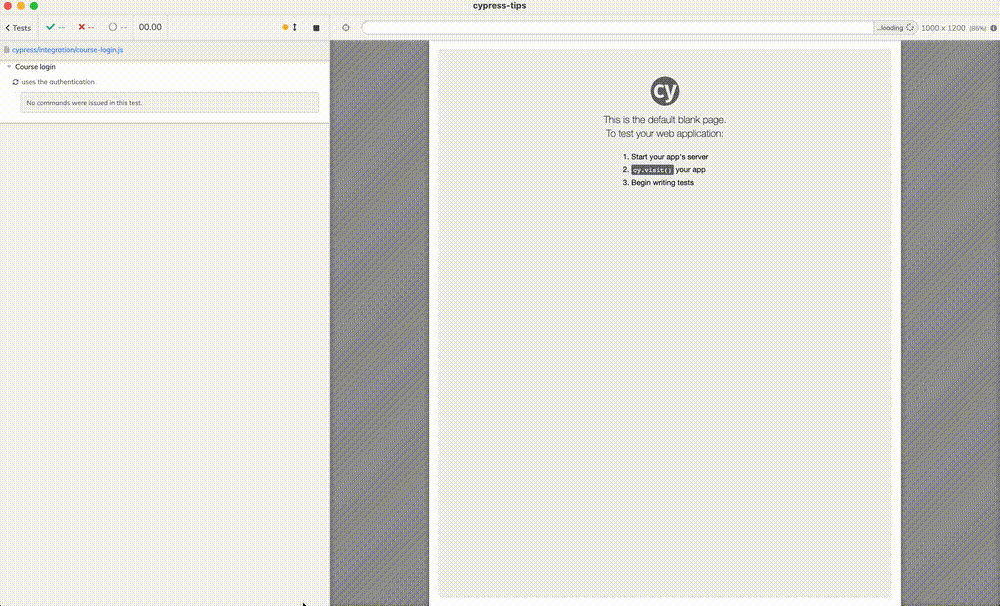 cypress-tips
Tests -- -- -- 00.00 ...loading 1000 x 1200 (86%)
cypress/integration/course-login.js
Course login
uses the authentication
No commands were issued in this test.
cy
This is the default blank page.
To test your web application:
1. Start your app's server
2. cy.visit() your app
3. Begin writing tests